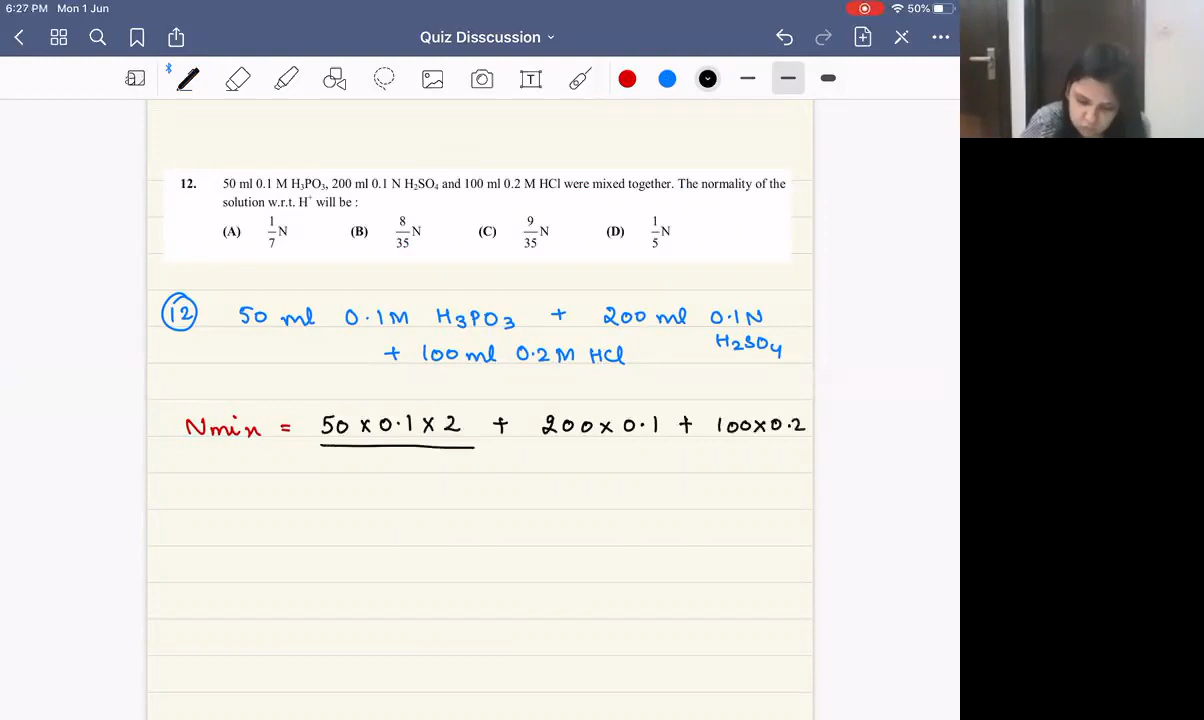 6:27 PM Mon 1 Jun
50%
Quiz Disscussion
T
12. 50 ml 0.1 M H₃PO₃, 200 ml 0.1 N H₂SO₄ and 100 ml 0.2 M HCl were mixed together. The normality of the
solution w.r.t. H⁺ will be :
(A) 1/7 N (B) 8/35 N (C) 9/35 N (D) 1/5 N
12 50 ml 0.1M H₃PO₃ + 200 ml 0.1N H₂SO₄
+ 100 ml 0.2M HCl
Nmix = 50 × 0.1 × 2 + 200 × 0.1 + 100 × 0.2